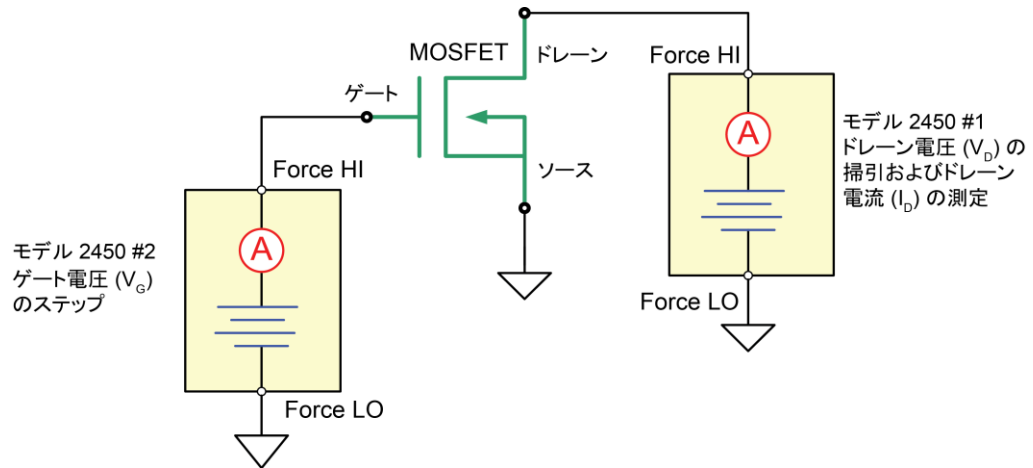 MOSFET
ドレーン
ゲート
ソース
Force HI
A
モデル 2450 #1
ドレーン電圧 (VD) の
掃引およびドレーン
電流 (ID) の測定
Force LO
Force HI
A
モデル 2450 #2
ゲート電圧 (VG)
のステップ
Force LO